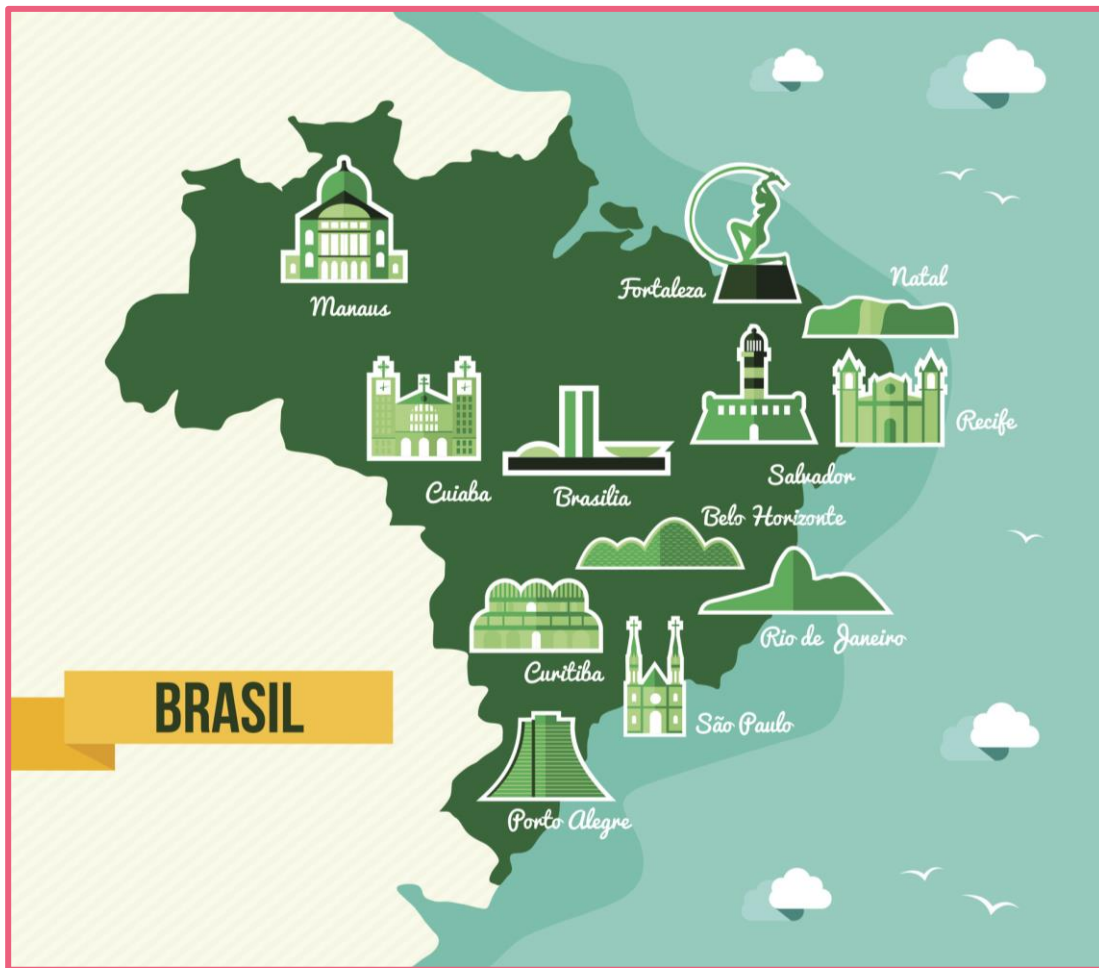 Manaus
Fortaleza
Natal
Recife
Cuiaba
Brasilia
Salvador
Belo Horizonte
Rio de Janeiro
Curitiba
São Paulo
BRASIL
Porto Alegre